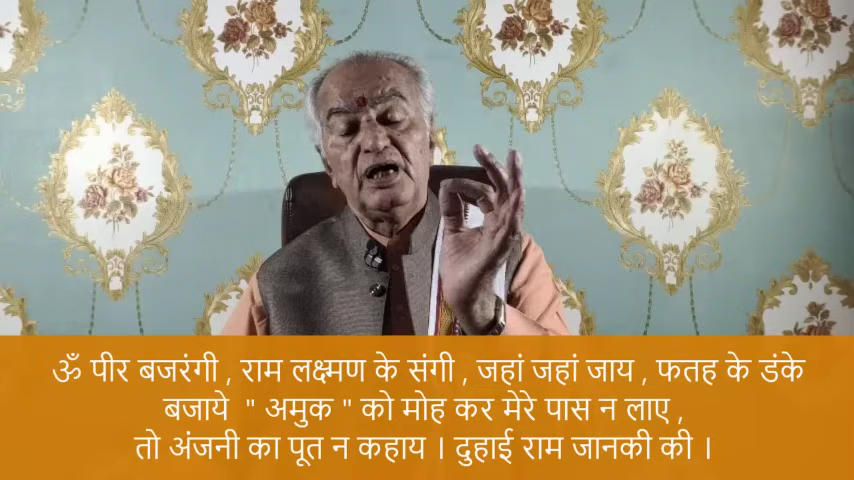 ॐ पीर बजरंगी , राम लक्ष्मण के संगी , जहां जहां जाय , फतह के डंके
बजाये " अमुक " को मोह कर मेरे पास न लाए ,
तो अंजनी का पूत न कहाय । दुहाई राम जानकी की ।